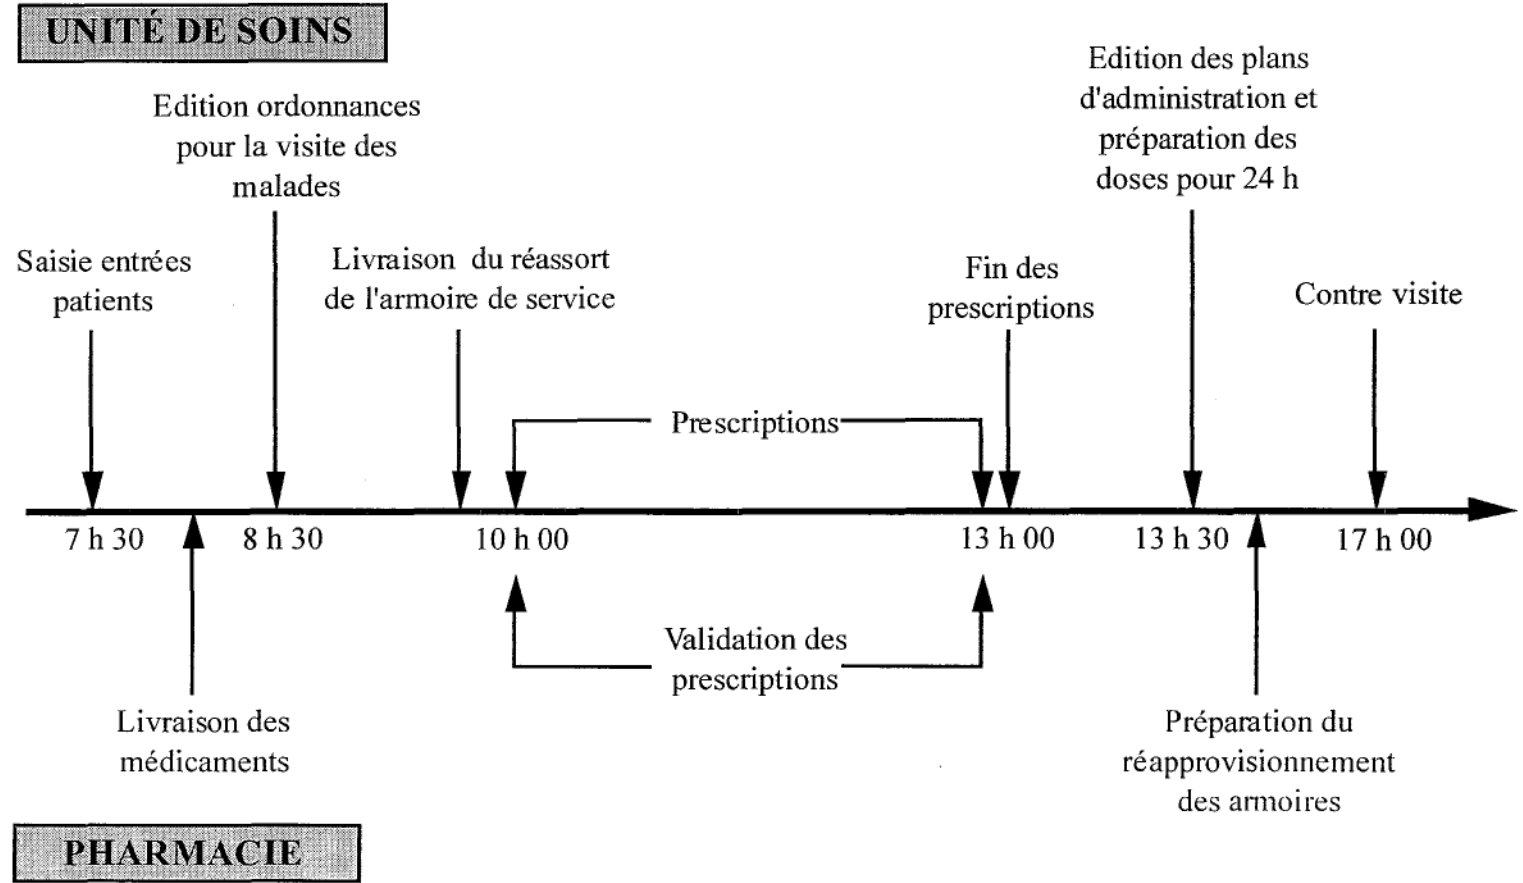 UNITÉ DE SOINS
Edition des plans
d'administration et
préparation des
doses pour 24 h
Edition ordonnances
pour la visite des
malades
Saisie entrées
patients
Livraison du réassort
de l'armoire de service
Fin des
prescriptions
Contre visite
Prescriptions
7 h 30
8 h 30
10 h 00
13 h 00
13 h 30
17 h 00
Validation des
prescriptions
Livraison des
médicaments
Préparation du
réapprovisionnement
des armoires
PHARMACIE